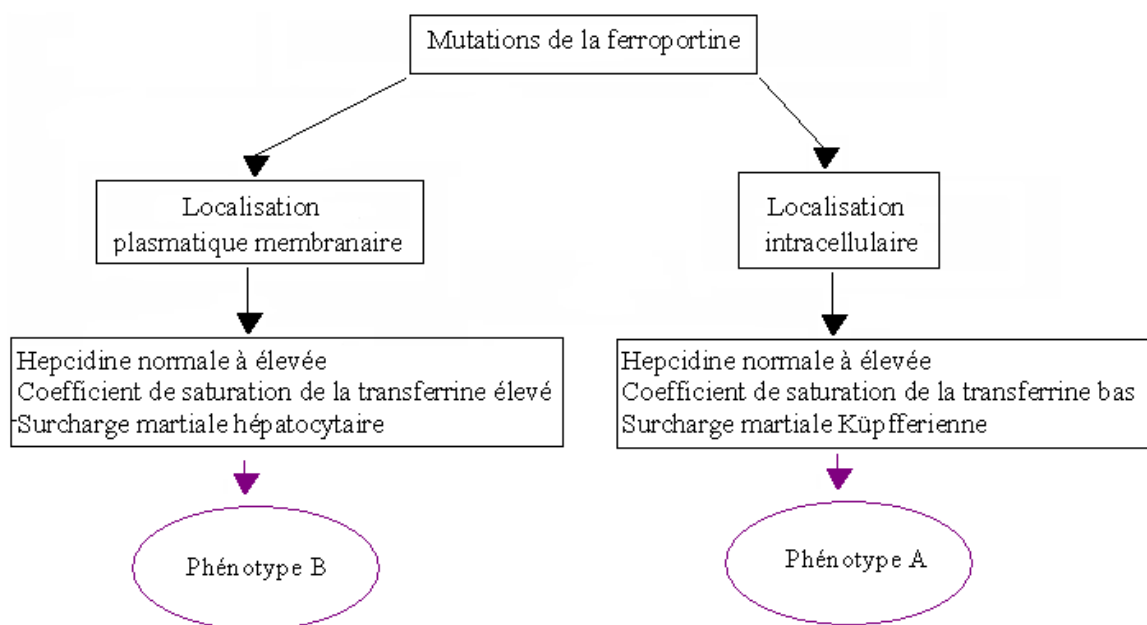 Mutations de la ferroportine
Localisation
plasmatique membranaire
Localisation
intracellulaire
Hepcidine normale à élevée
Coefficient de saturation de la transferrine élevé
Surcharge martiale hépatocytaire
Hepcidine normale à élevée
Coefficient de saturation de la transferrine bas
Surcharge martiale Küpfferienne
Phénotype B
Phénotype A